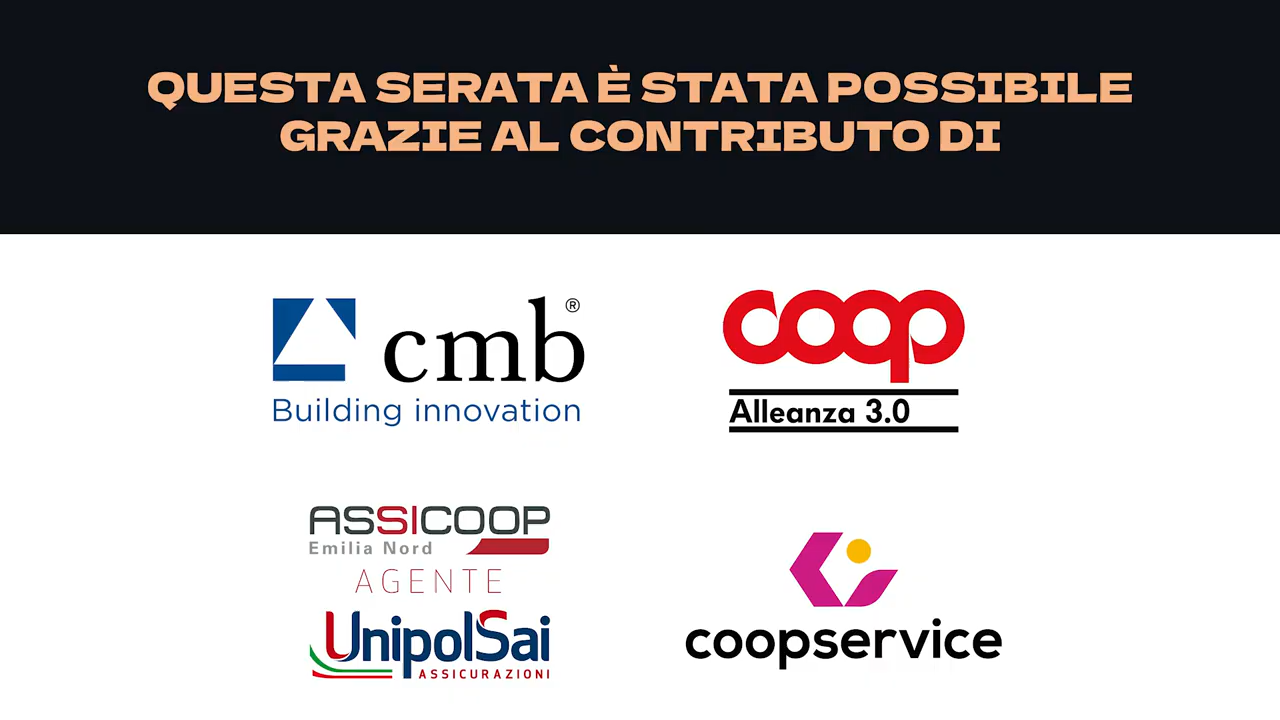 QUESTA SERATA È STATA POSSIBILE
GRAZIE AL CONTRIBUTO DI
cmb®
Building innovation
coop
Alleanza 3.0
ASSICOOP
Emilia Nord
AGENTE
UnipolSai
ASSICURAZIONI
coopservice